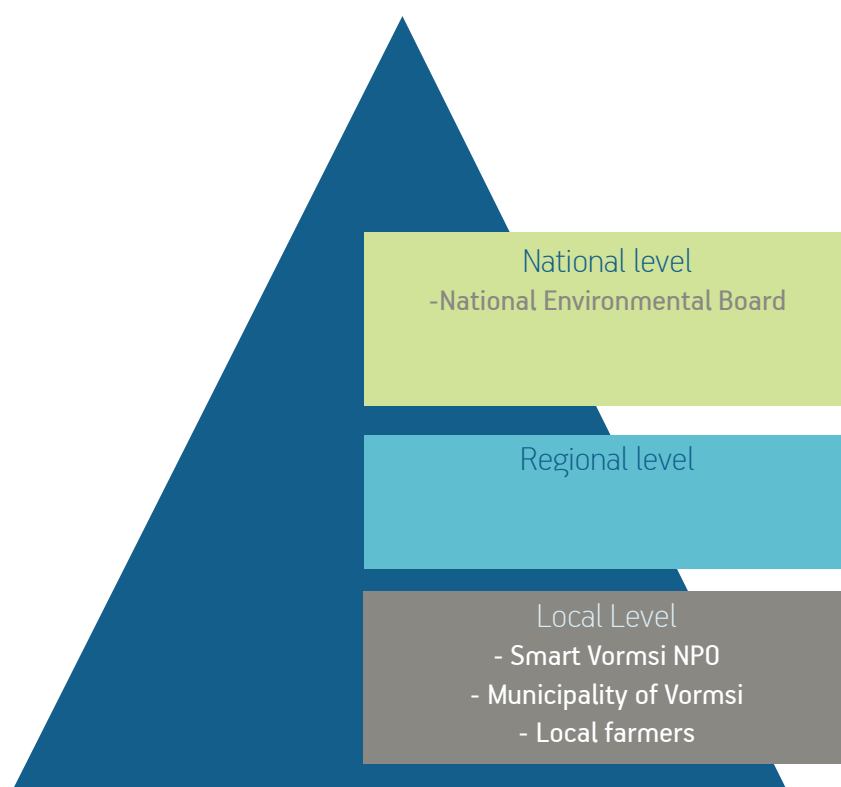 National level
-National Environmental Board
Regional level
Local Level
- Smart Vormsi NPO
- Municipality of Vormsi
- Local farmers